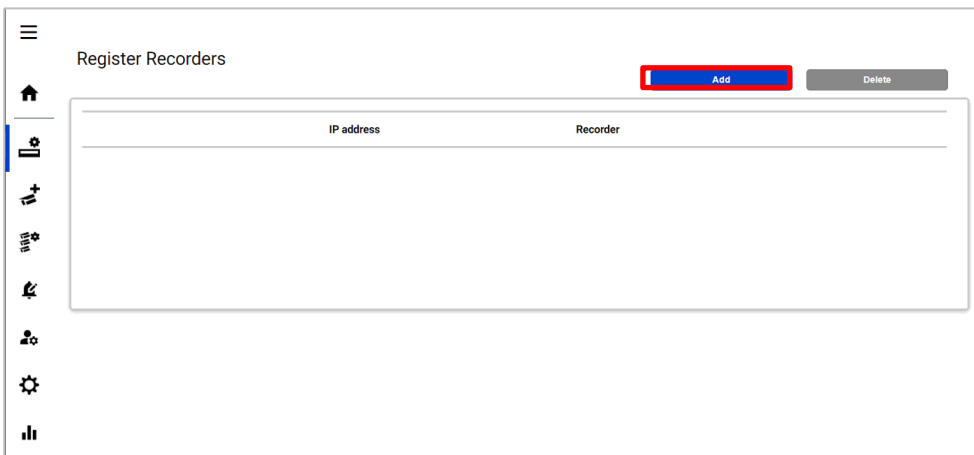 Register Recorders
Add
Delete
IP address
Recorder